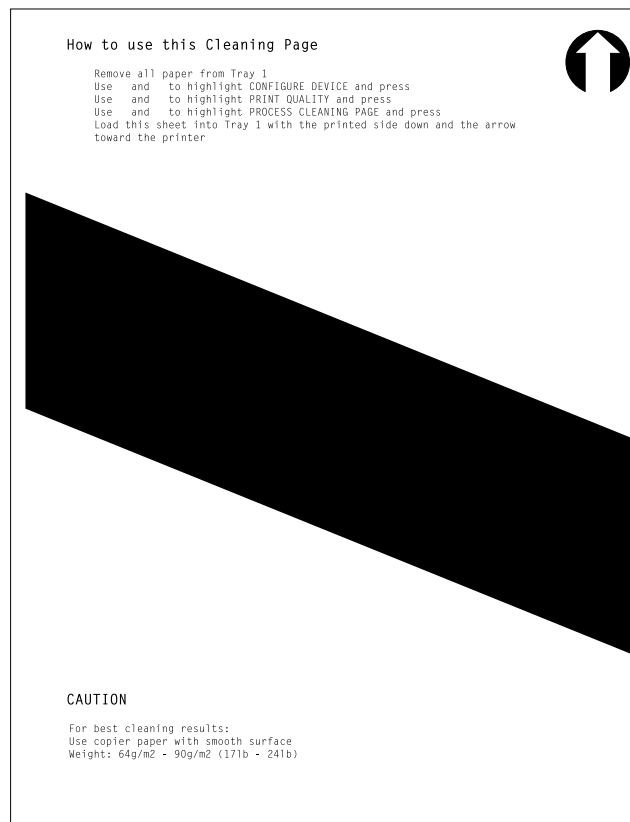 How to use this Cleaning Page
Remove all paper from Tray 1
Use and to highlight CONFIGURE DEVICE and press
Use and to highlight PRINT QUALITY and press
Use and to highlight PROCESS CLEANING PAGE and press
Load this sheet into Tray 1 with the printed side down and the arrow
toward the printer
CAUTION
For best cleaning results:
Use copier paper with smooth surface
Weight: 64g/m2 - 90g/m2 (17lb - 24lb)